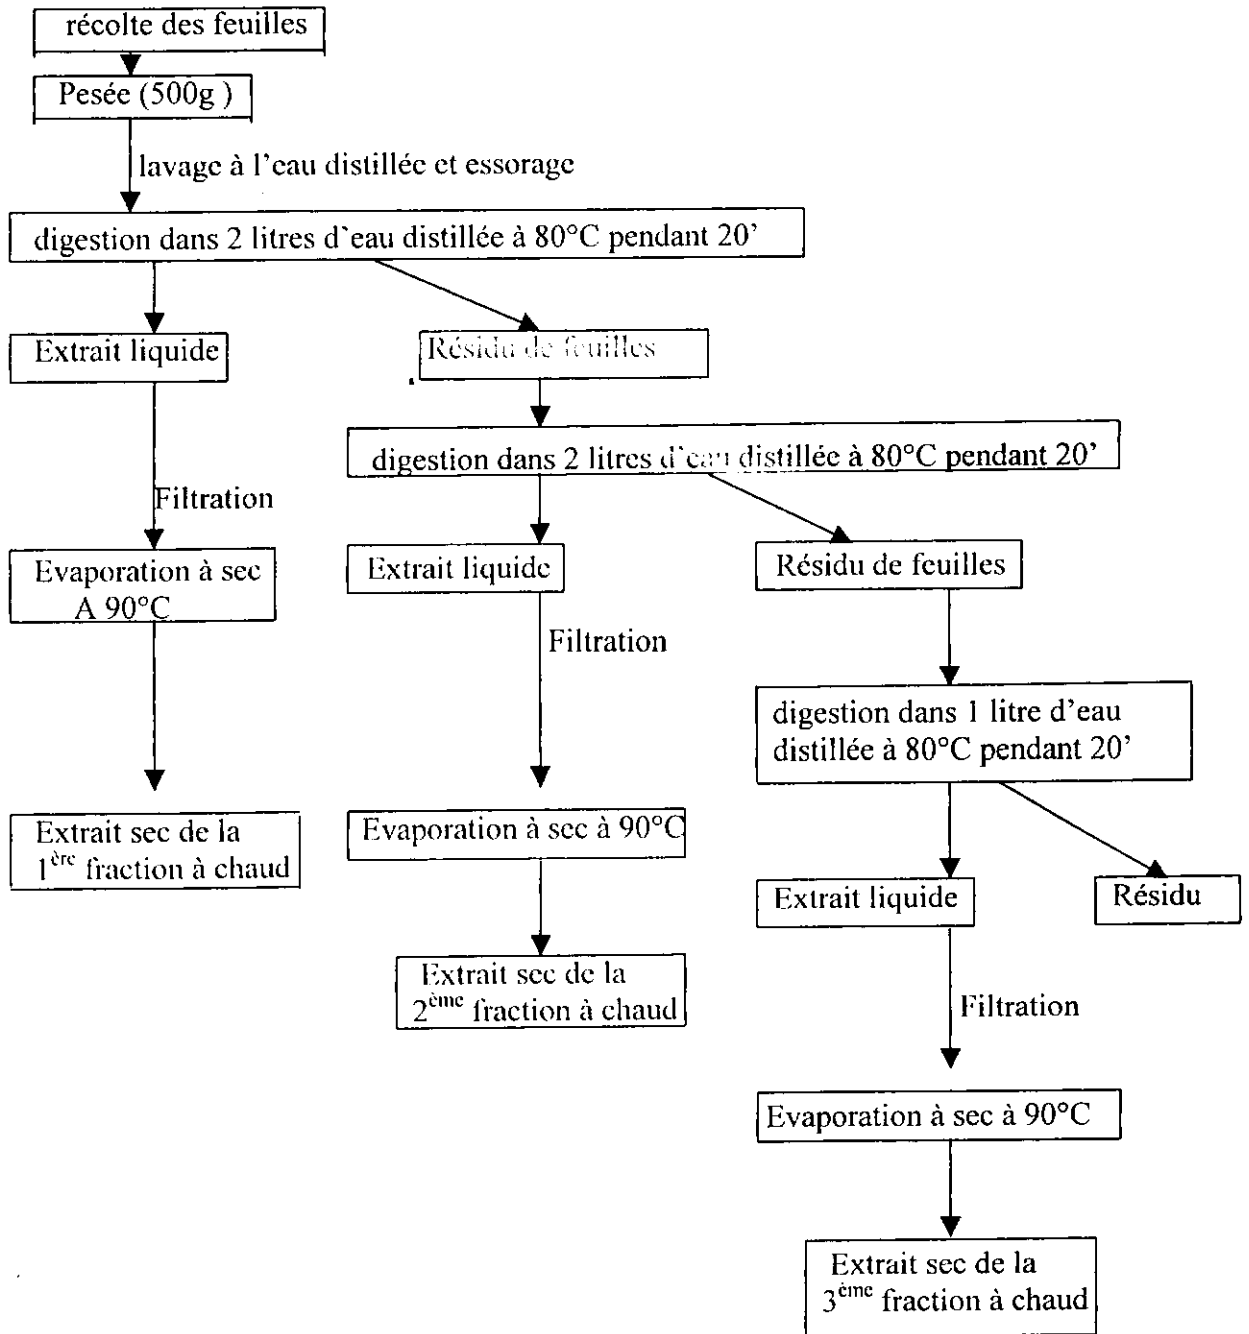 récolte des feuilles
Pesée (500g )
lavage à l'eau distillée et essorage
digestion dans 2 litres d'eau distillée à 80°C pendant 20'
Extrait liquide
Résidu de feuilles
digestion dans 2 litres d'eau distillée à 80°C pendant 20'
Filtration
Evaporation à sec
A 90°C
Extrait liquide
Résidu de feuilles
Filtration
digestion dans 1 litre d'eau
distillée à 80°C pendant 20'
Extrait sec de la
1ère fraction à chaud
Evaporation à sec à 90°C
Extrait liquide
Résidu
Extrait sec de la
2ème fraction à chaud
Filtration
Evaporation à sec à 90°C
Extrait sec de la
3ème fraction à chaud